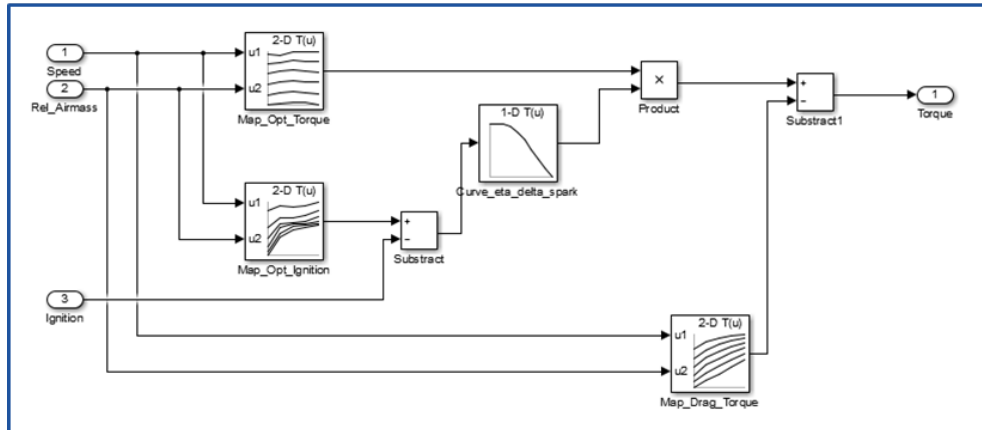 2-D T(u)
1
u1
Speed
2
u2
Rel_Airmass
Map_Opt_Torque
×
Product
+
−
Substract1
1
Torque
1-D T(u)
Curve_eta_delta_spark
2-D T(u)
u1
u2
Map_Opt_Ignition
+
−
Substract
3
Ignition
2-D T(u)
u1
u2
Map_Drag_Torque